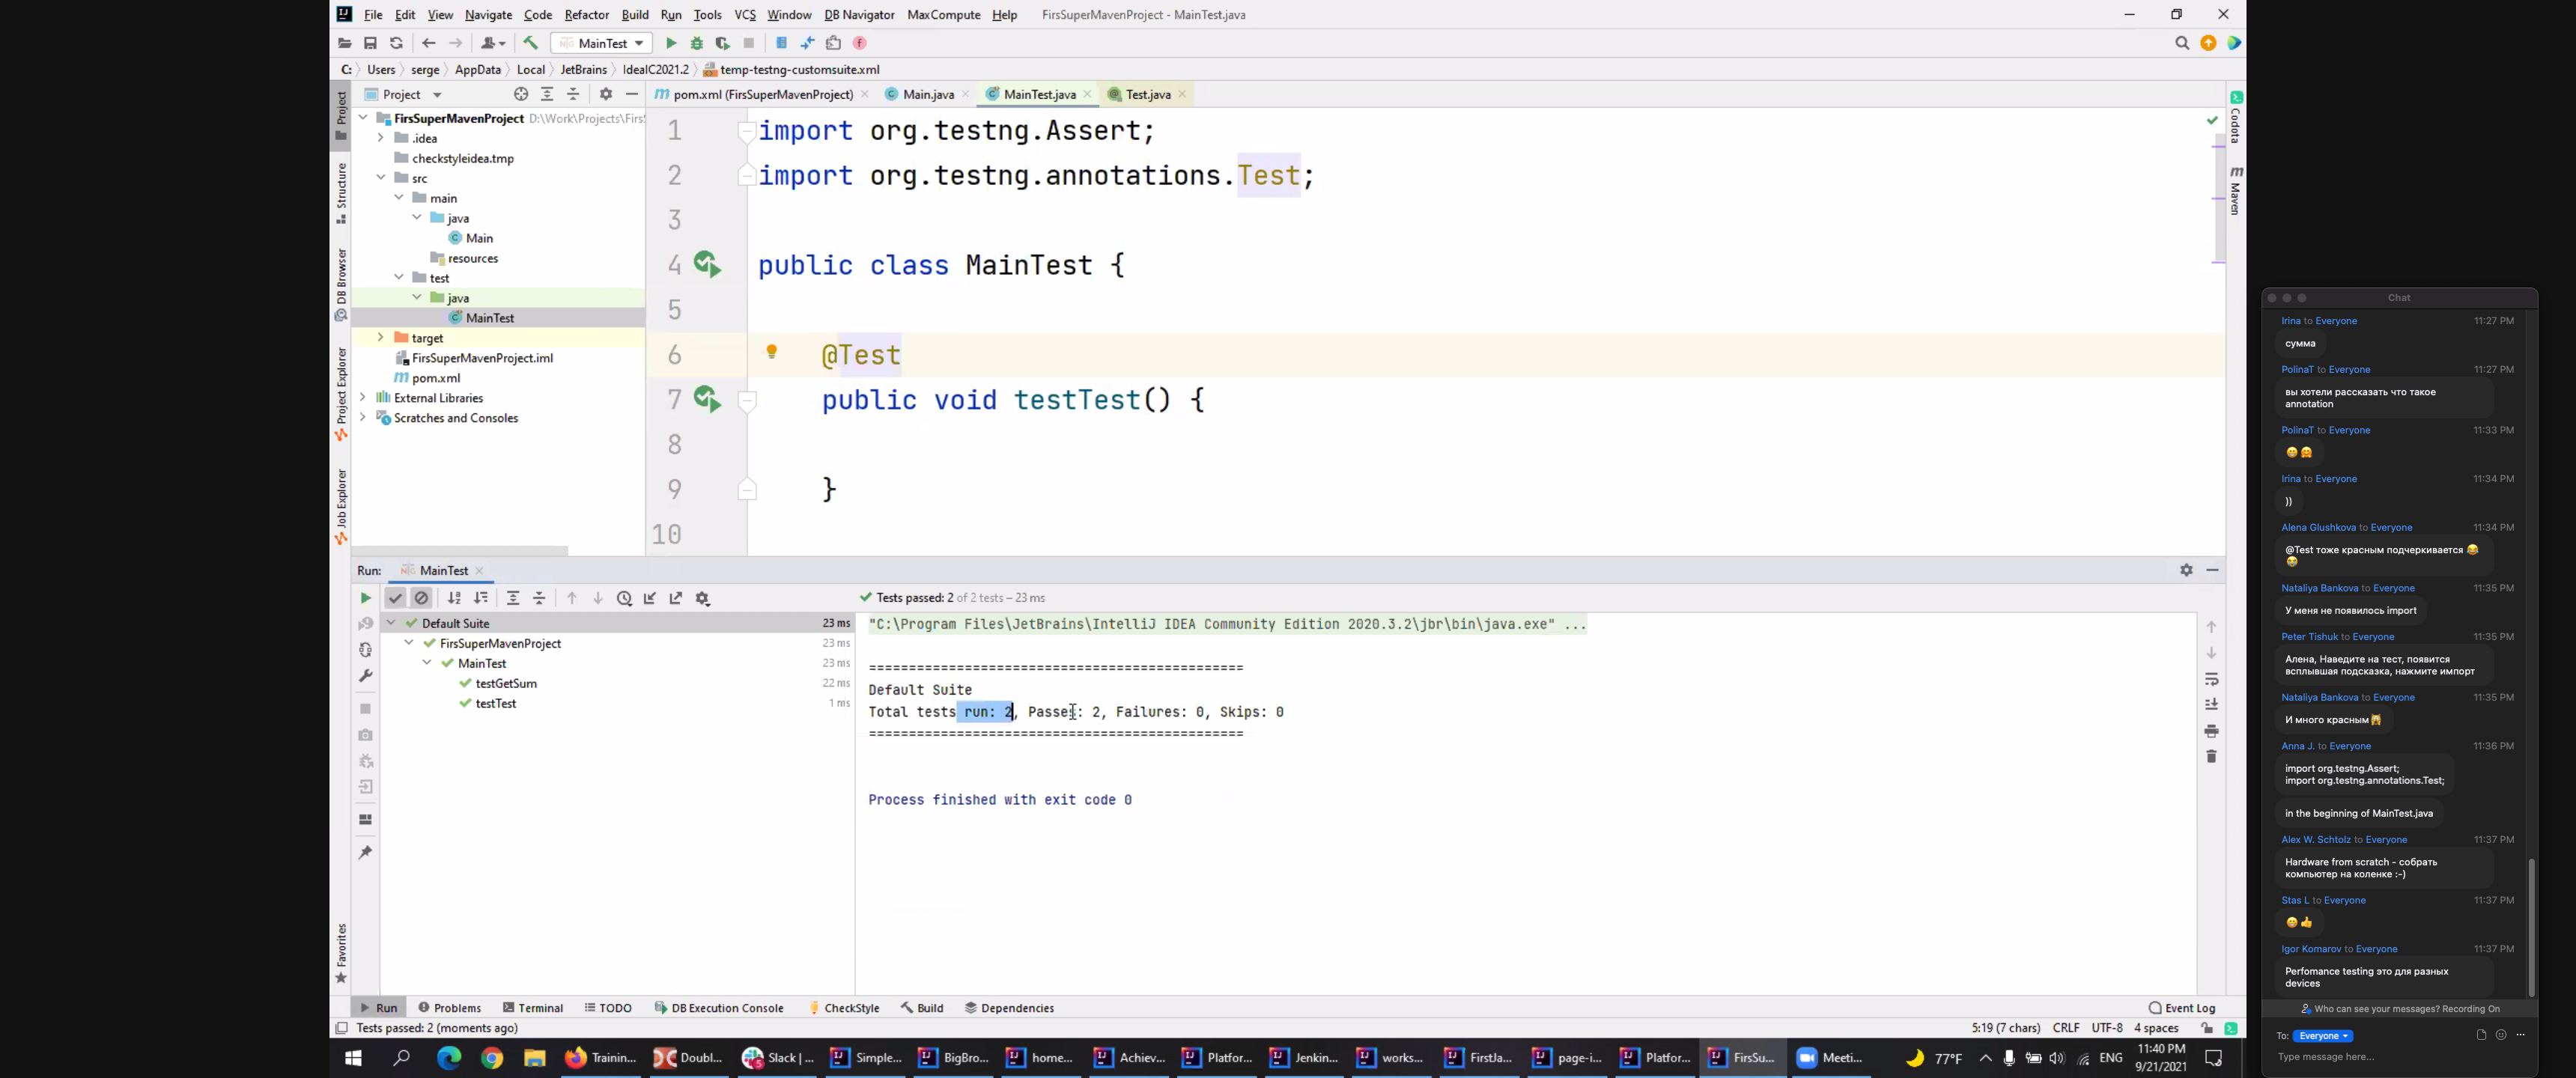 File Edit View Navigate Code Refactor Build Run Tools VCS Window DB Navigator MaxCompute Help FirsSuperMavenProject - MainTest.java
MainTest
C: Users serge AppData Local JetBrains IdealC2021.2 temp-testng-customsuite.xml
Project
pom.xml (FirsSuperMavenProject) Main.java MainTest.java Test.java
FirsSuperMavenProject D:\Work\Projects\Firs
.idea
checkstyleidea.tmp
src
main
java
Main
resources
test
java
MainTest
target
FirsSuperMavenProject.iml
pom.xml
External Libraries
Scratches and Consoles
Project
Structure
DB Browser
Project Explorer
Job Explorer
Favorites
1 import org.testng.Assert;
2 import org.testng.annotations.Test;
3
4 public class MainTest {
5
6 @Test
7 public void testTest() {
8
9 }
10
Codota
Maven
Run: MainTest
Tests passed: 2 of 2 tests – 23 ms
Default Suite 23 ms
FirsSuperMavenProject 23 ms
MainTest 23 ms
testGetSum 22 ms
testTest 1 ms
"C:\Program Files\JetBrains\IntelliJ IDEA Community Edition 2020.3.2\jbr\bin\java.exe" ...
===============================================
Default Suite
Total tests run: 2, Passes: 2, Failures: 0, Skips: 0
===============================================
Process finished with exit code 0
Run Problems Terminal TODO DB Execution Console CheckStyle Build Dependencies Event Log
Tests passed: 2 (moments ago) 5:19 (7 chars) CRLF UTF-8 4 spaces
Trainin... Doubl... Slack | ... Simple... BigBro... home... Achiev... Platfor... Jenkin... works... FirstJa... page-i... Platfor... FirsSu... Meeti... 77°F ENG 11:40 PM
9/21/2021
Chat
Irina to Everyone 11:27 PM
сумма
PolinaT to Everyone 11:27 PM
вы хотели рассказать что такое
annotation
PolinaT to Everyone 11:33 PM
😁🤗
Irina to Everyone 11:34 PM
))
Alena Glushkova to Everyone 11:34 PM
@Test тоже красным подчеркивается 😂
😭
Nataliya Bankova to Everyone 11:35 PM
У меня не появилось import
Peter Tishuk to Everyone 11:35 PM
Алена, Наведите на тест, появится
всплывшая подсказка, нажмите импорт
Nataliya Bankova to Everyone 11:35 PM
И много красным🙀
Anna J. to Everyone 11:36 PM
import org.testng.Assert;
import org.testng.annotations.Test;
in the beginning of MainTest.java
Alex W. Schtolz to Everyone 11:37 PM
Hardware from scratch - собрать
компьютер на коленке :-)
Stas L to Everyone 11:37 PM
😁👍
Igor Komarov to Everyone 11:37 PM
Perfomance testing это для разных
devices
Who can see your messages? Recording On
To: Everyone
Type message here...